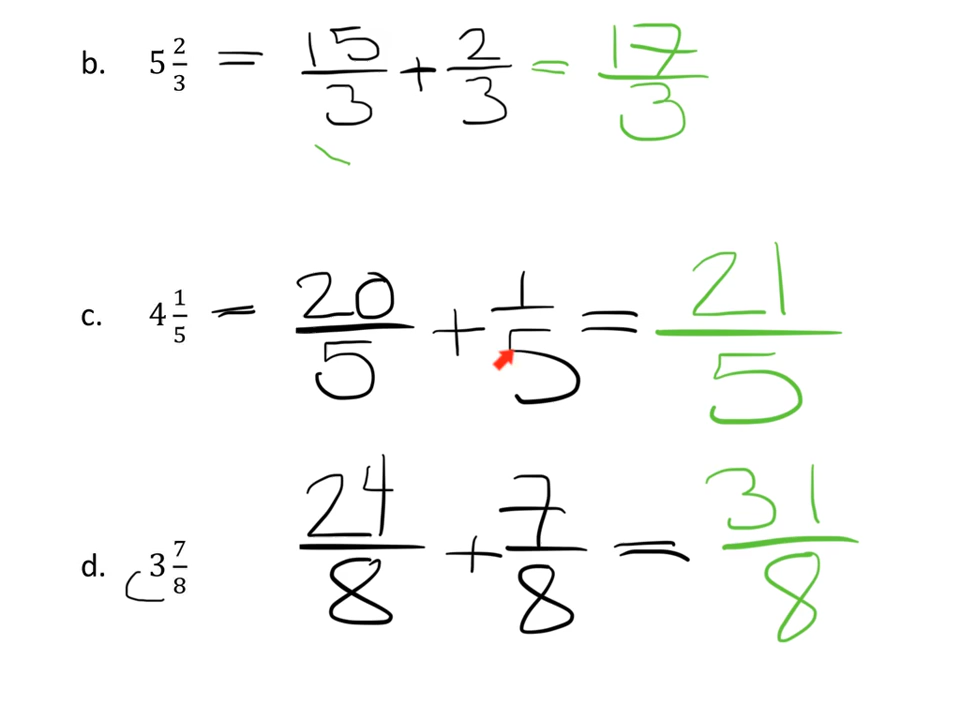 b. 5 2/3 = 15/3 + 2/3 = 17/3
c. 4 1/5 = 20/5 + 1/5 = 21/5
d. 3 7/8 24/8 + 7/8 = 31/8